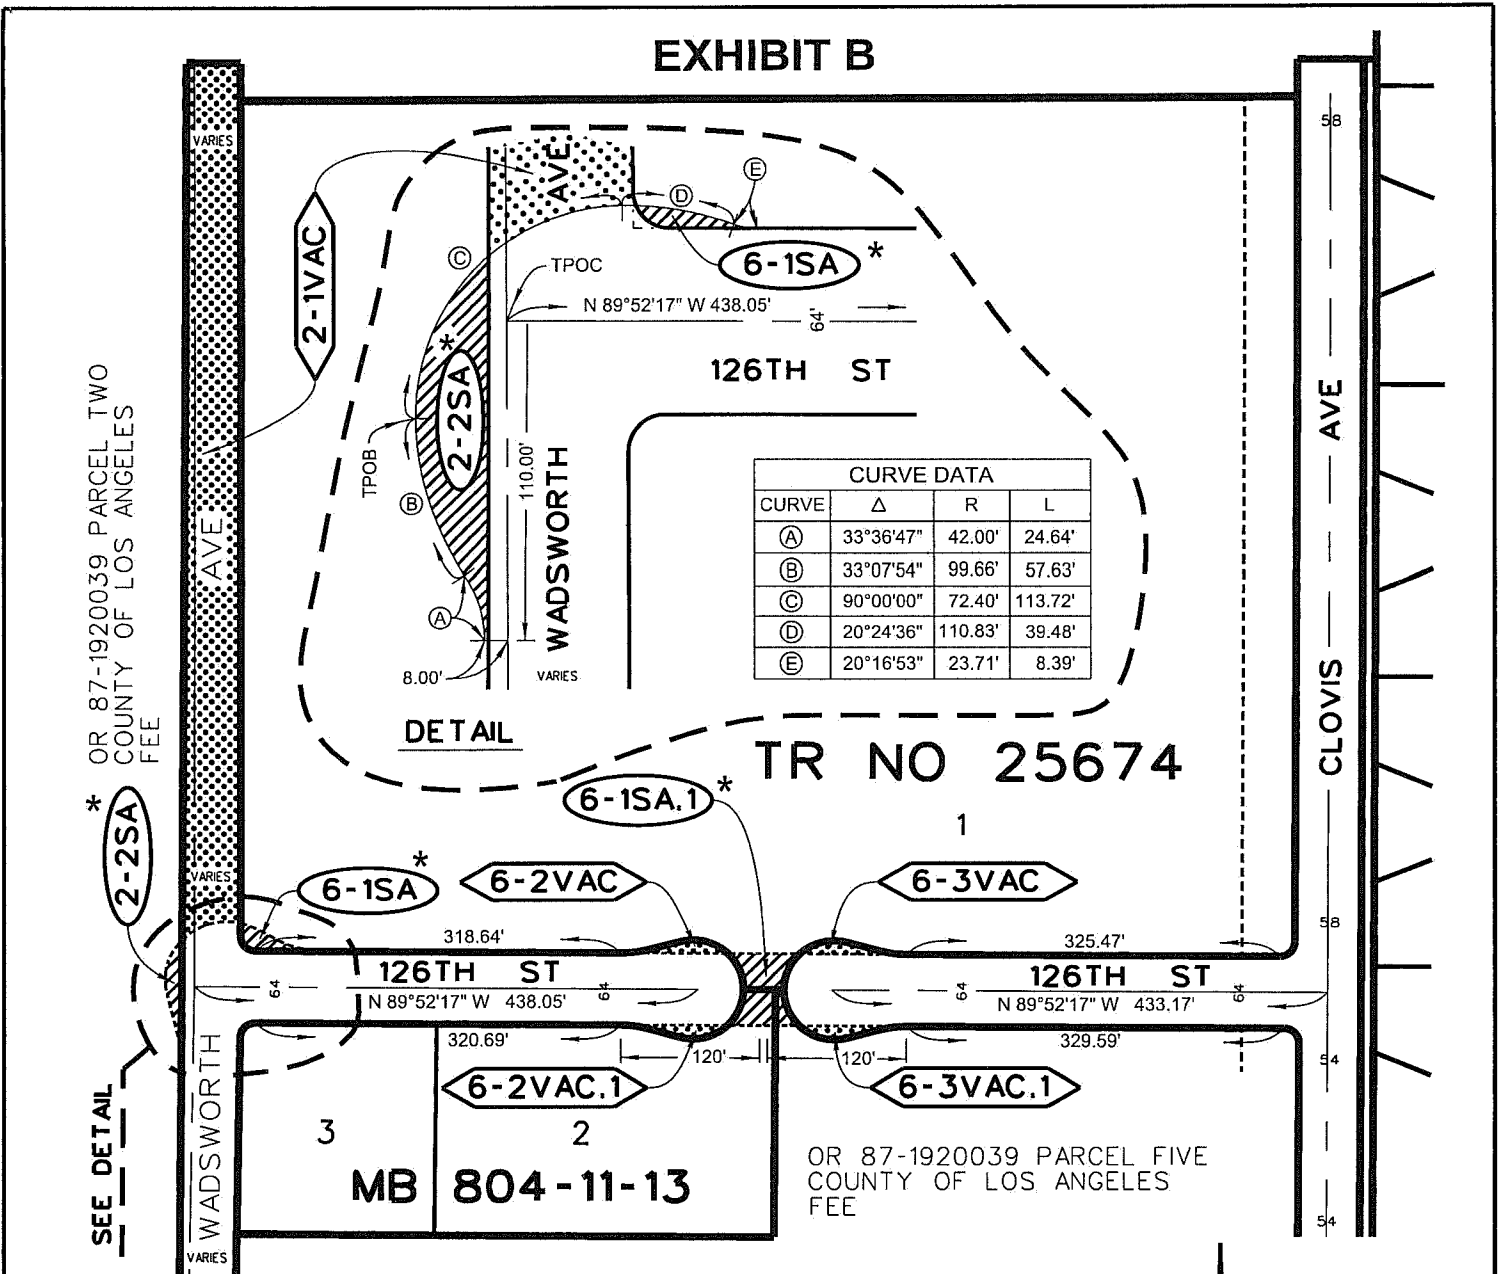 EXHIBIT B
VARIES
2-1VAC
AVE
D
E
6-1SA *
C
TPOC
N 89°52'17" W 438.05'
64'
126TH ST
*
2-2SA
TPOB
B
110.00'
WADSWORTH
A
8.00'
VARIES
DETAIL
CURVE DATA
CURVE Δ R L
A 33°36'47" 42.00' 24.64'
B 33°07'54" 99.66' 57.63'
C 90°00'00" 72.40' 113.72'
D 20°24'36" 110.83' 39.48'
E 20°16'53" 23.71' 8.39'
58
AVE
CLOVIS
58
54
54
OR 87-1920039 PARCEL TWO
COUNTY OF LOS ANGELES
FEE
AVE
VARIES
TR NO 25674
1
* 2-2SA
6-1SA *
6-2VAC
6-1SA.1 *
6-3VAC
318.64'
126TH ST
64
N 89°52'17" W 438.05'
64
320.69'
120'
120'
325.47'
126TH ST
64
N 89°52'17" W 433.17'
64
329.59'
6-2VAC.1
6-3VAC.1
SEE DETAIL
WADSWORTH
VARIES
3
2
MB 804-11-13
OR 87-1920039 PARCEL FIVE
COUNTY OF LOS ANGELES
FEE